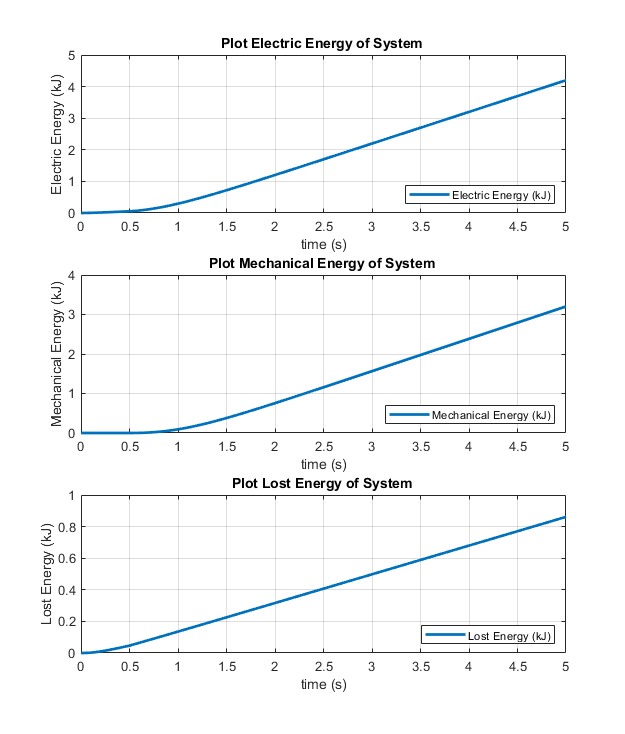 Plot Electric Energy of System
Electric Energy (kJ)
5
4
3
2
1
0
Electric Energy (kJ)
0 0.5 1 1.5 2 2.5 3 3.5 4 4.5 5
time (s)
Plot Mechanical Energy of System
Mechanical Energy (kJ)
4
3
2
1
0
Mechanical Energy (kJ)
0 0.5 1 1.5 2 2.5 3 3.5 4 4.5 5
time (s)
Plot Lost Energy of System
Lost Energy (kJ)
1
0.8
0.6
0.4
0.2
0
Lost Energy (kJ)
0 0.5 1 1.5 2 2.5 3 3.5 4 4.5 5
time (s)